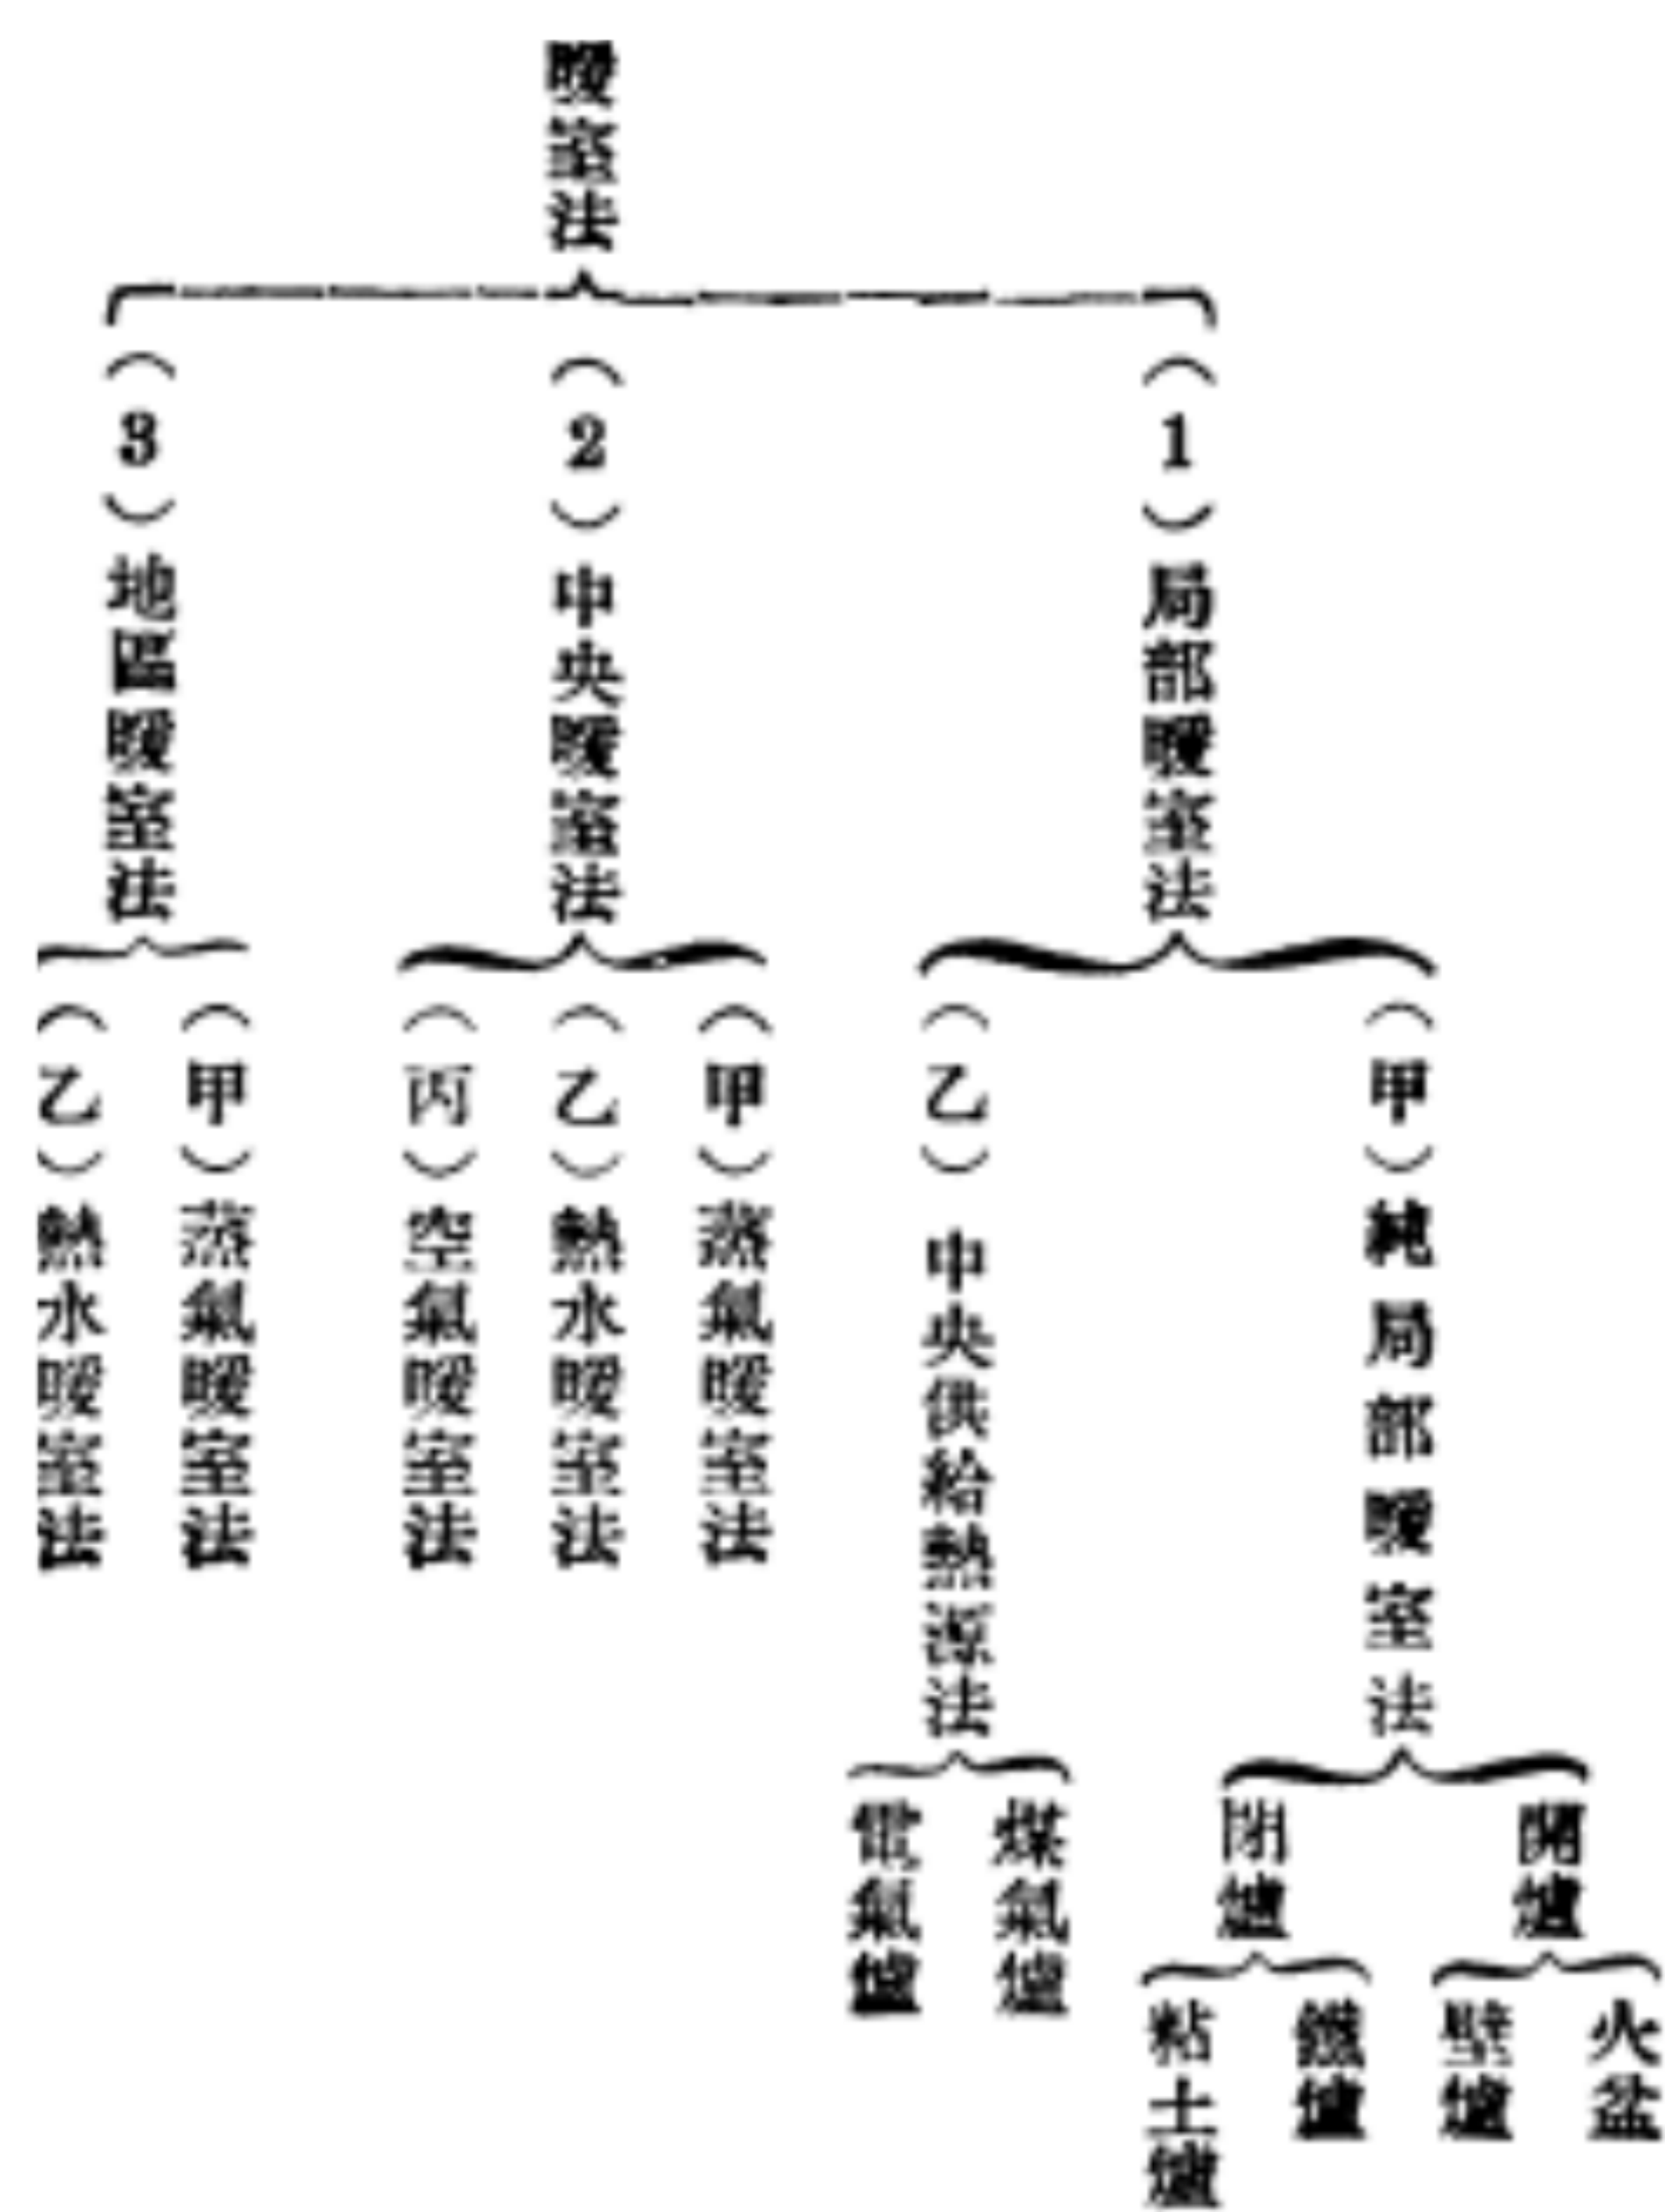 暖室法
（1）局部暖室法
（甲）純局部暖室法
開爐
火盆
壁爐
閉爐
鐵爐
粘土爐
（乙）中央供給熱源法
煤氣爐
電氣爐
（2）中央暖室法
（甲）蒸氣暖室法
（乙）熱水暖室法
（丙）空氣暖室法
（3）地區暖室法
（甲）蒸氣暖室法
（乙）熱水暖室法